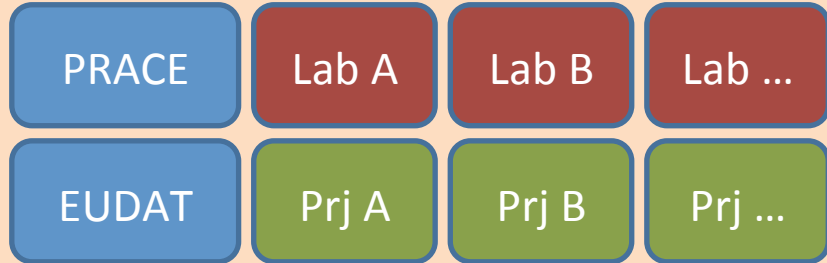 PRACE Lab A Lab B Lab ...
EUDAT Prj A Prj B Prj ...